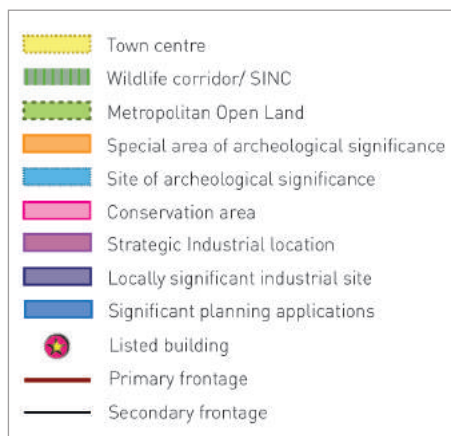 Town centre
Wildlife corridor/ SINC
Metropolitan Open Land
Special area of archeological significance
Site of archeological significance
Conservation area
Strategic Industrial location
Locally significant industrial site
Significant planning applications
Listed building
Primary frontage
Secondary frontage